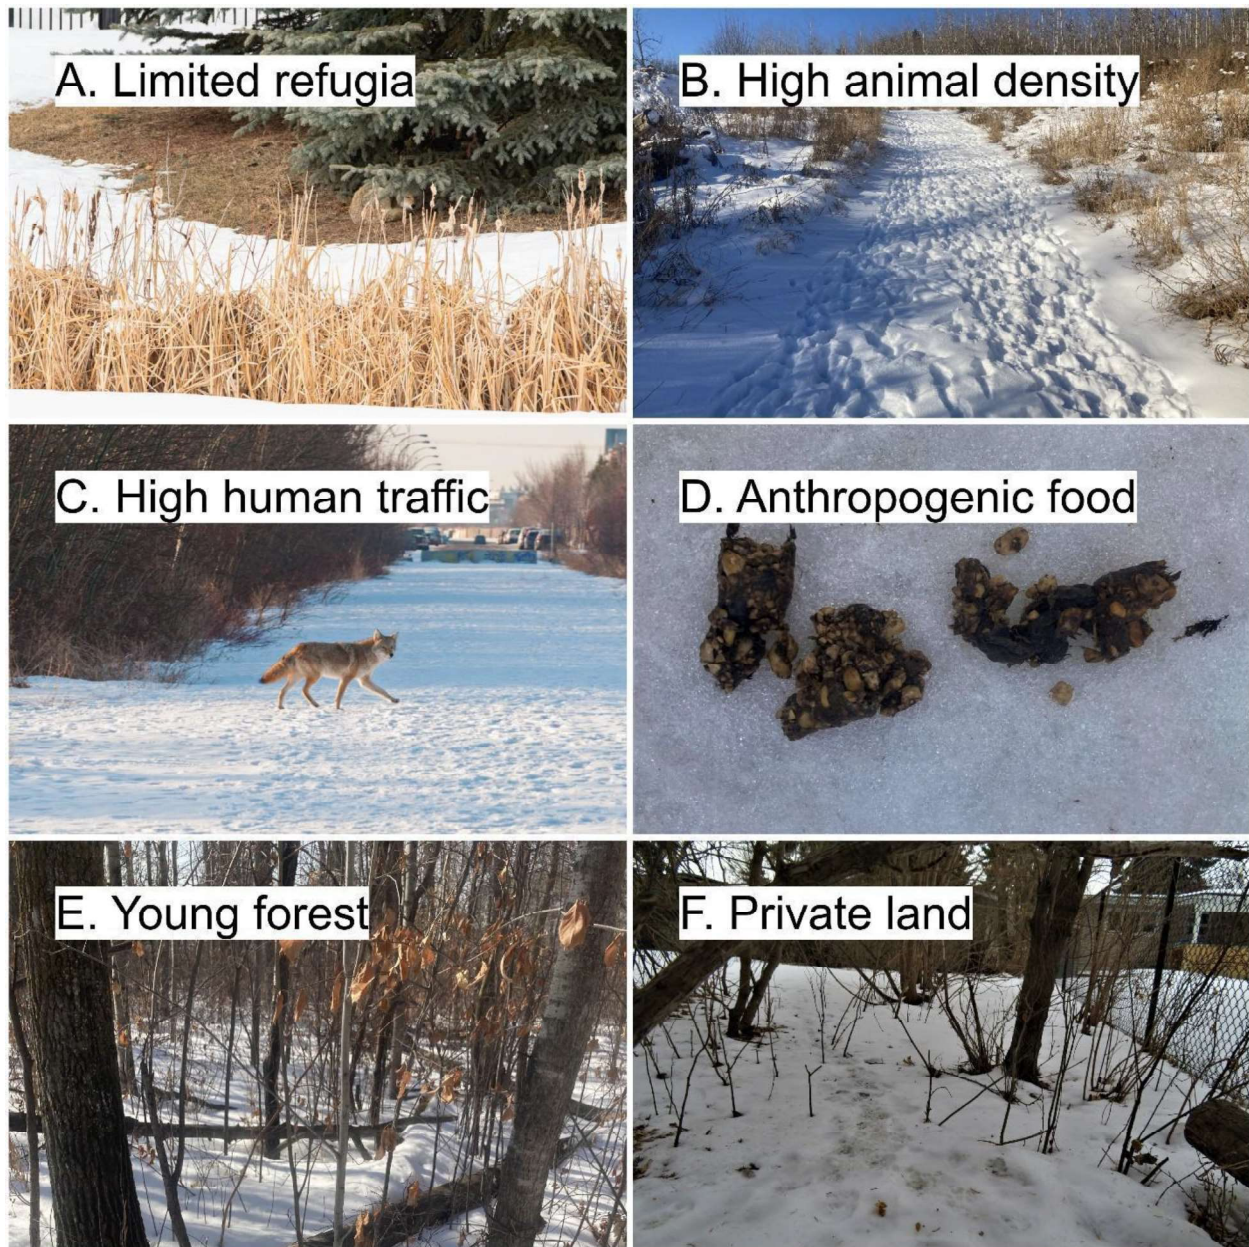 A. Limited refugia
B. High animal density
C. High human traffic
D. Anthropogenic food
E. Young forest
F. Private land